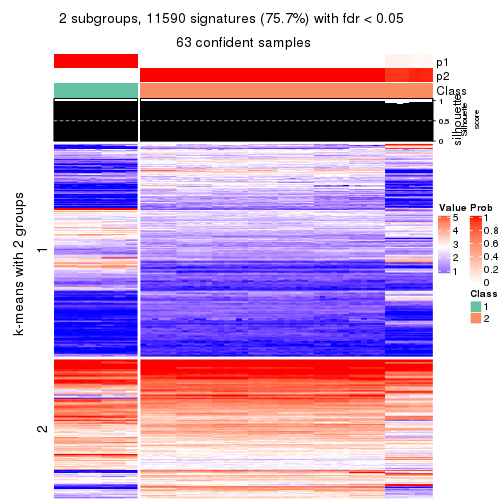 2 subgroups, 11590 signatures (75.7%) with fdr < 0.05
63 confident samples
p1
p2
Class
1
0.5
0
silhouette
Silhouette
score
k-means with 2 groups
1
2
Value
5
4
3
2
1
Prob
1
0.8
0.6
0.4
0.2
0
Class
1
2